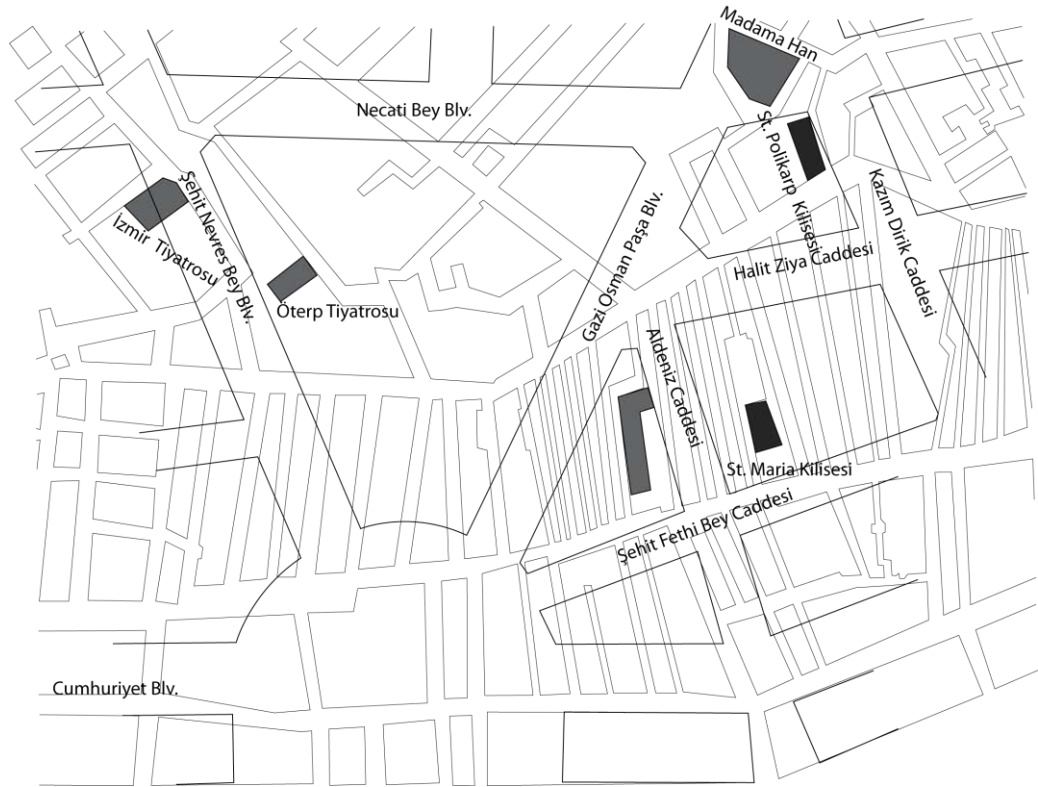 Madama Han
Necati Bey Blv.
St. Polikarp Kilisesi
Şehit Nevres Bey Blv.
Kazım Dirik Caddesi
İzmir Tiyatrosu
Gazi Osman Paşa Blv.
Halit Ziya Caddesi
Öterp Tiyatrosu
Aldeniz Caddesi
St. Maria Kilisesi
Şehit Fethi Bey Caddesi
Cumhuriyet Blv.